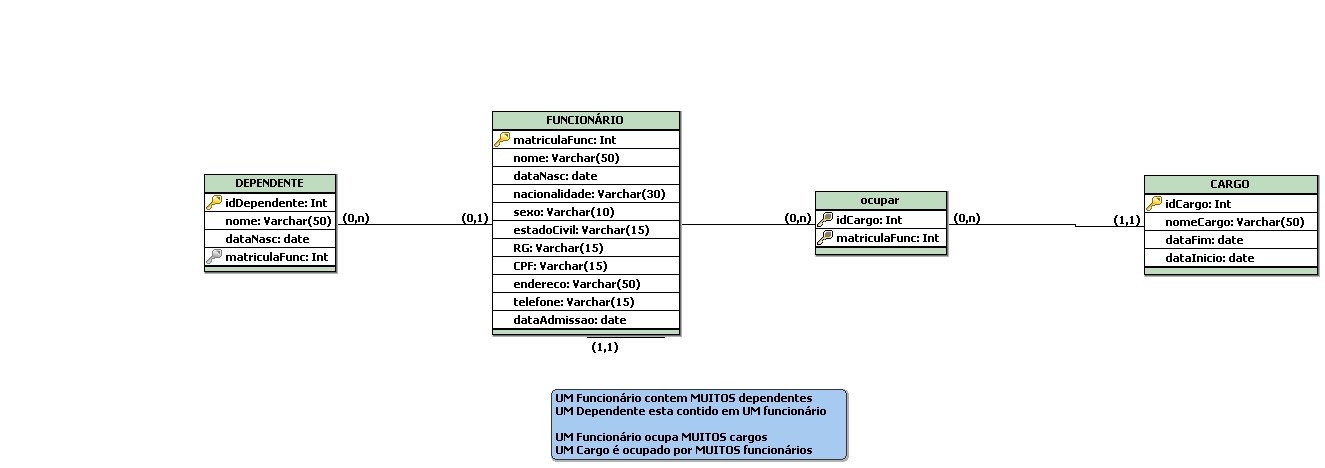 DEPENDENTE
idDependente: Int
nome: Varchar(50)
dataNasc: date
matriculaFunc: Int
(0,n)
(0,1)
FUNCIONÁRIO
matriculaFunc: Int
nome: Varchar(50)
dataNasc: date
nacionalidade: Varchar(30)
sexo: Varchar(10)
estadoCivil: Varchar(15)
RG: Varchar(15)
CPF: Varchar(15)
endereco: Varchar(50)
telefone: Varchar(15)
dataAdmissao: date
(1,1)
(0,n)
ocupar
idCargo: Int
matriculaFunc: Int
(0,n)
(1,1)
CARGO
idCargo: Int
nomeCargo: Varchar(50)
dataFim: date
dataInicio: date
UM Funcionário contem MUITOS dependentes
UM Dependente esta contido em UM funcionário
UM Funcionário ocupa MUITOS cargos
UM Cargo é ocupado por MUITOS funcionários